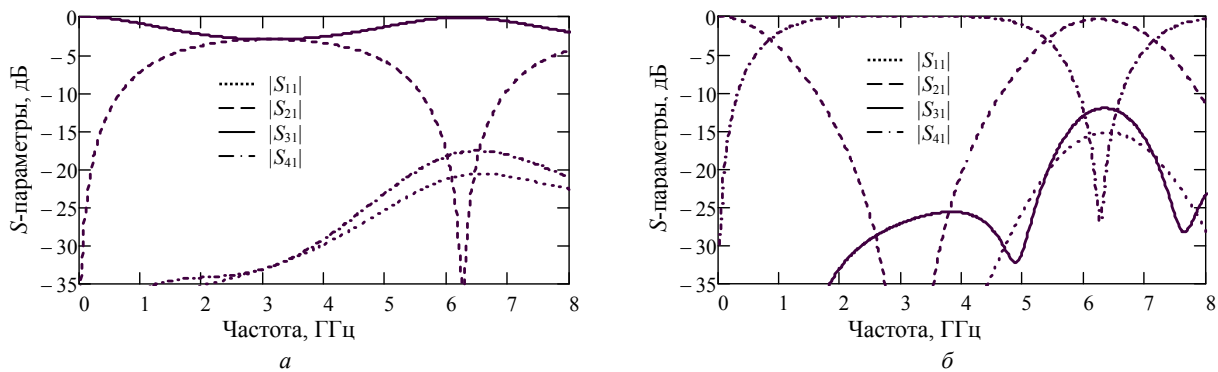 0
– 5
– 10
– 15
– 20
– 25
– 30
– 35
S-параметры, дБ
|S11|
|S21|
|S31|
|S41|
0 1 2 3 4 5 6 7 8
Частота, ГГц
а
0
– 5
– 10
– 15
– 20
– 25
– 30
– 35
S-параметры, дБ
|S11|
|S21|
|S31|
|S41|
0 1 2 3 4 5 6 7 8
Частота, ГГц
б